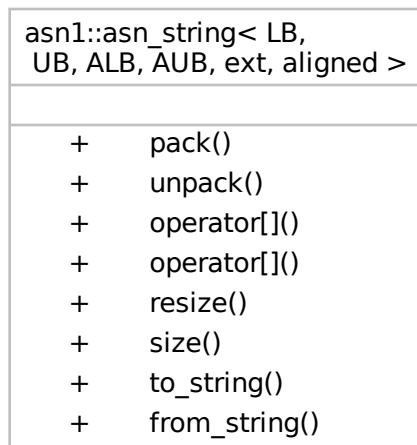 asn1::asn_string< LB,
UB, ALB, AUB, ext, aligned >
+ pack()
+ unpack()
+ operator[]()
+ operator[]()
+ resize()
+ size()
+ to_string()
+ from_string()